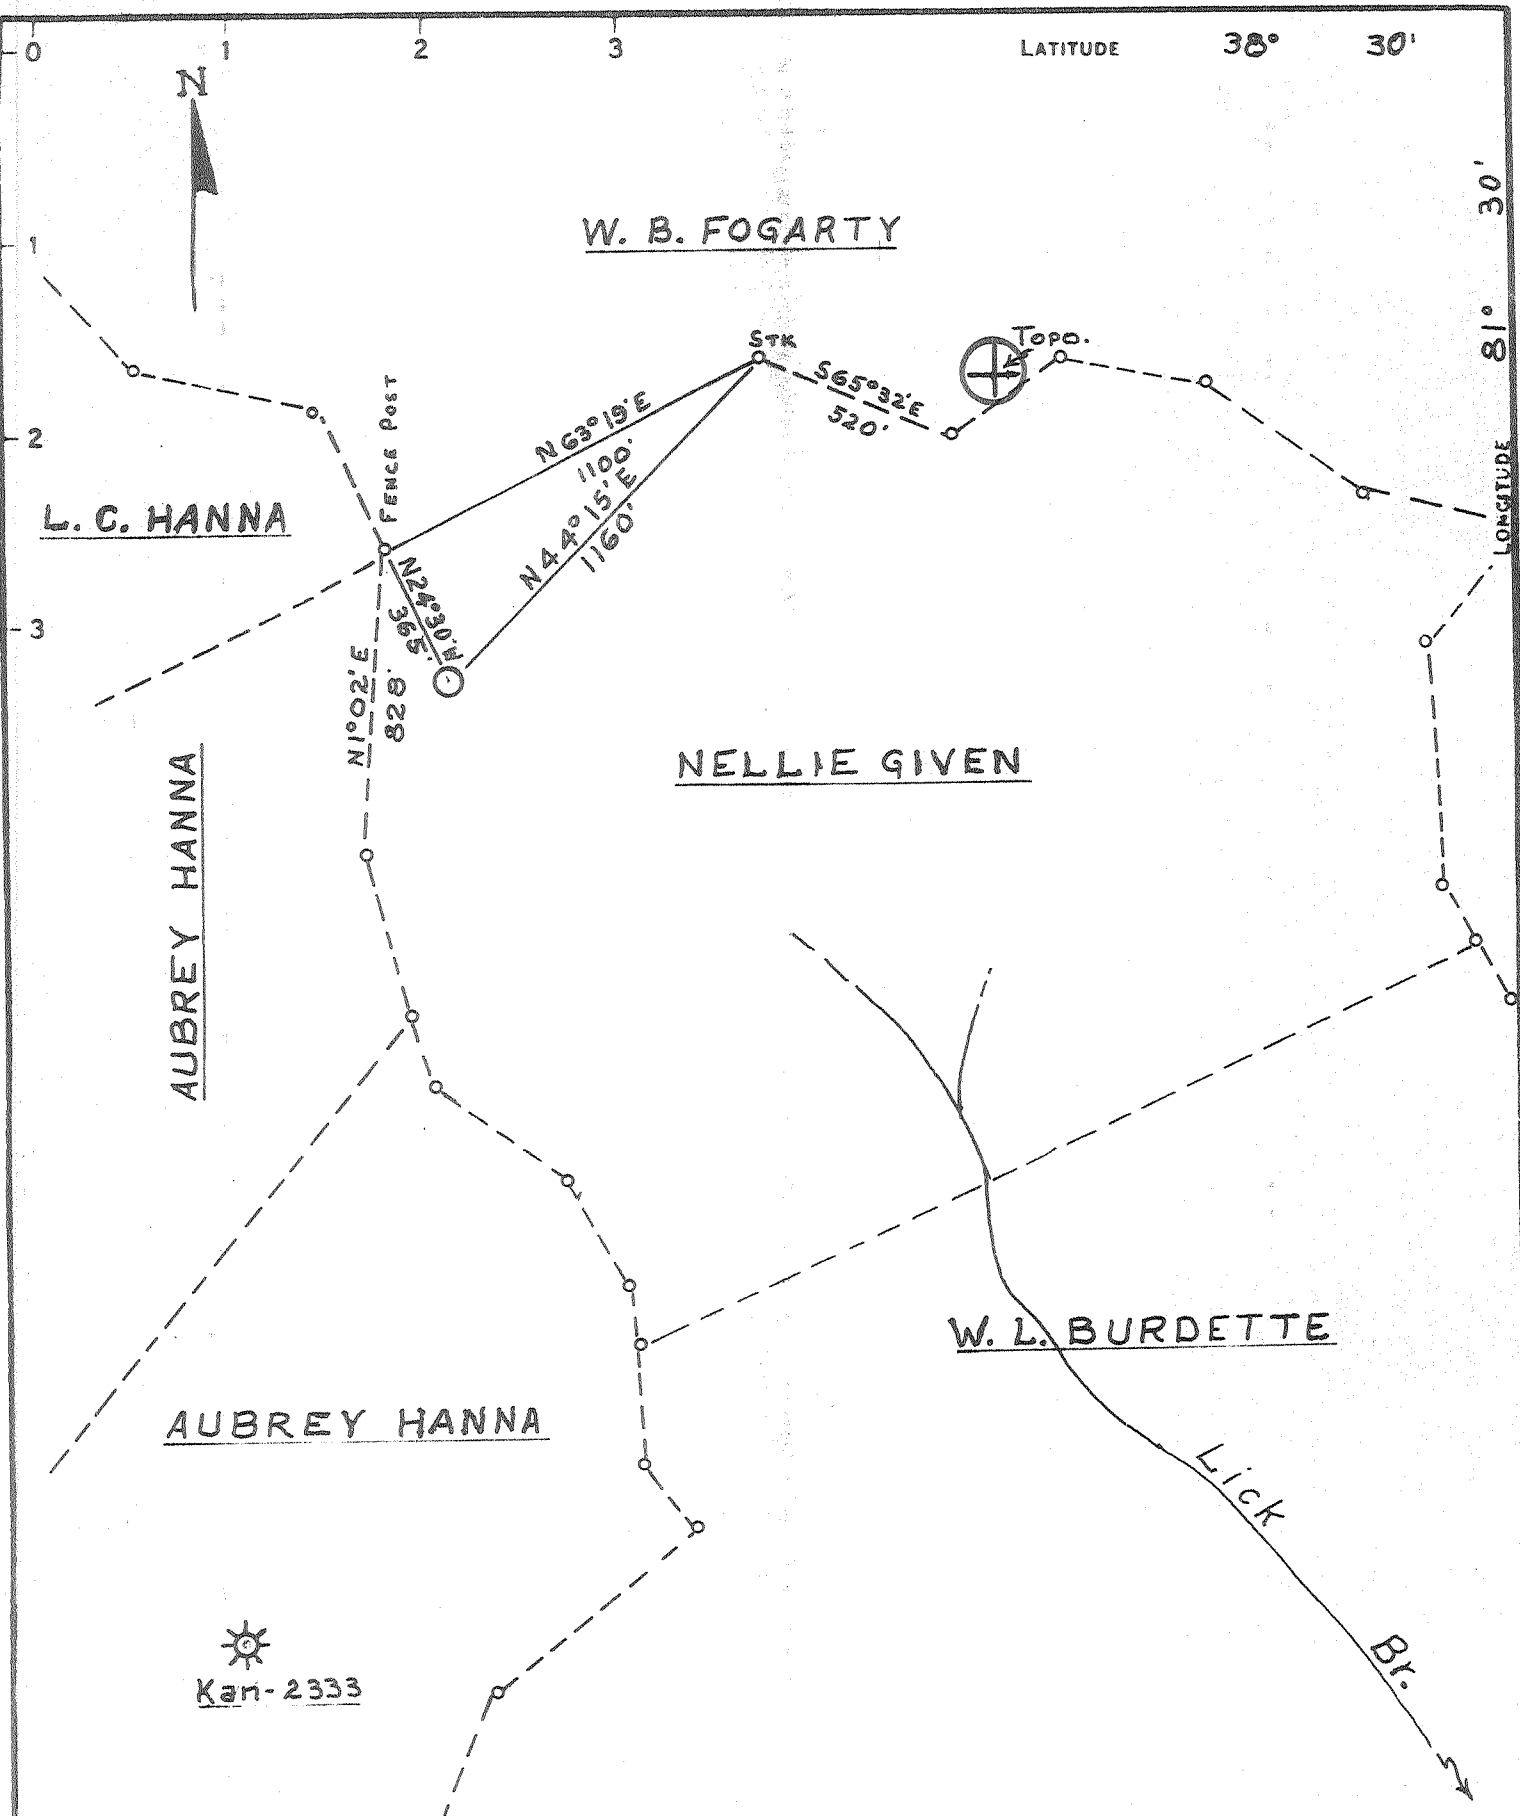 0 1 2 3 LATITUDE 38° 30'
N
30'
81°
LONGITUDE
1
W. B. FOGARTY
STK
TOPO.
S65°32'E
520'
2
FENCE POST
N63°19'E
1100'
N44°15'E
1160'
L. C. HANNA
N24°30'W
365'
3
N1°02'E
828'
NELLIE GIVEN
AUBREY HANNA
W. L. BURDETTE
AUBREY HANNA
Lick Br.
Kan-2333